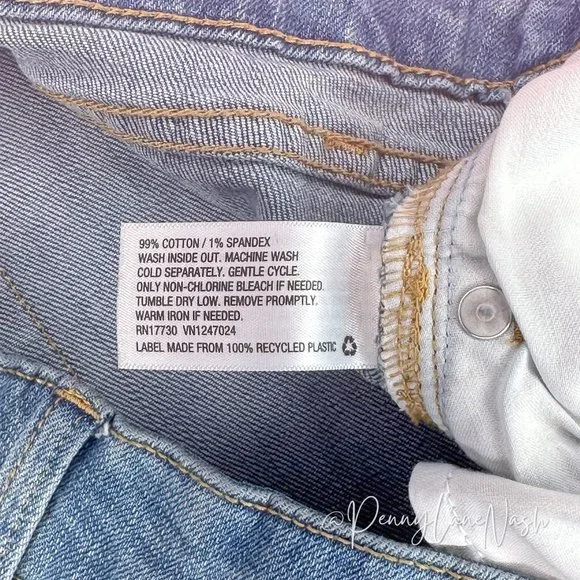 99% COTTON / 1% SPANDEX
WASH INSIDE OUT. MACHINE WASH
COLD SEPARATELY. GENTLE CYCLE.
ONLY NON-CHLORINE BLEACH IF NEEDED.
TUMBLE DRY LOW. REMOVE PROMPTLY.
WARM IRON IF NEEDED.
RN17730 VN1247024
LABEL MADE FROM 100% RECYCLED PLASTIC
@PennyLaneNash